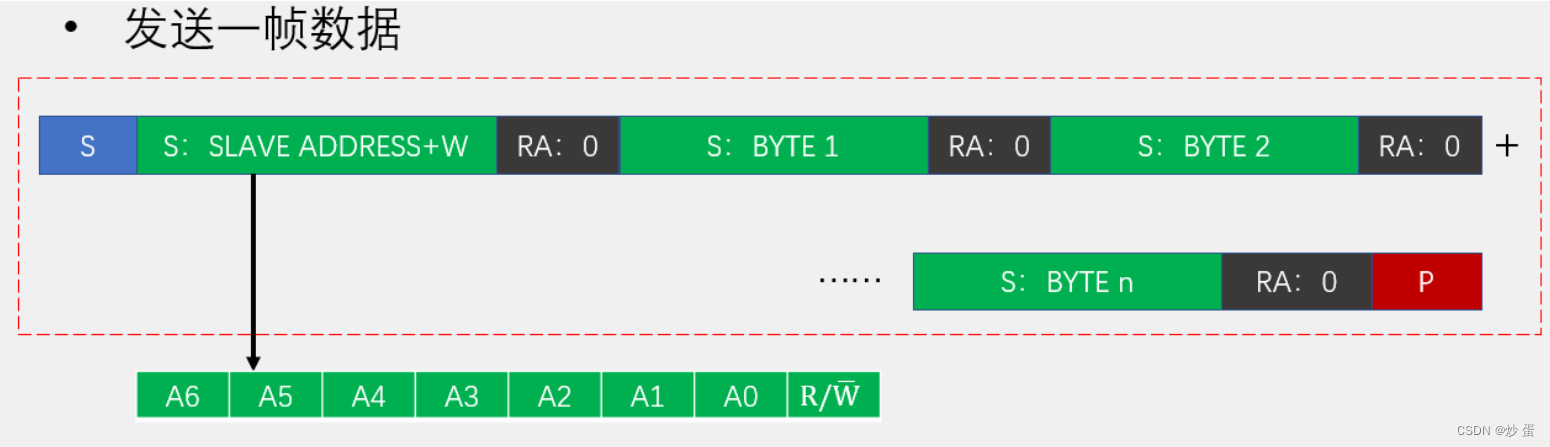 • 发送一帧数据
S S：SLAVE ADDRESS+W RA：0 S：BYTE 1 RA：0 S：BYTE 2 RA：0 +
…… S：BYTE n RA：0 P
A6 A5 A4 A3 A2 A1 A0 R/W̅
CSDN @炒 蛋